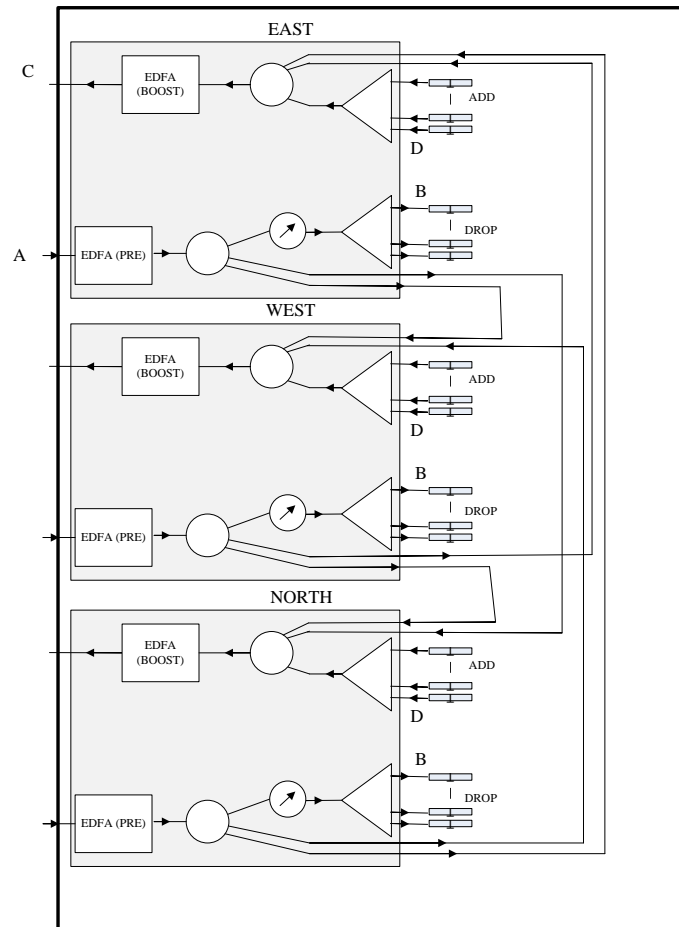 EAST
C
EDFA
(BOOST)
ADD
D
B
DROP
A
EDFA (PRE)
WEST
EDFA
(BOOST)
ADD
D
B
DROP
EDFA (PRE)
NORTH
EDFA
(BOOST)
ADD
D
B
DROP
EDFA (PRE)